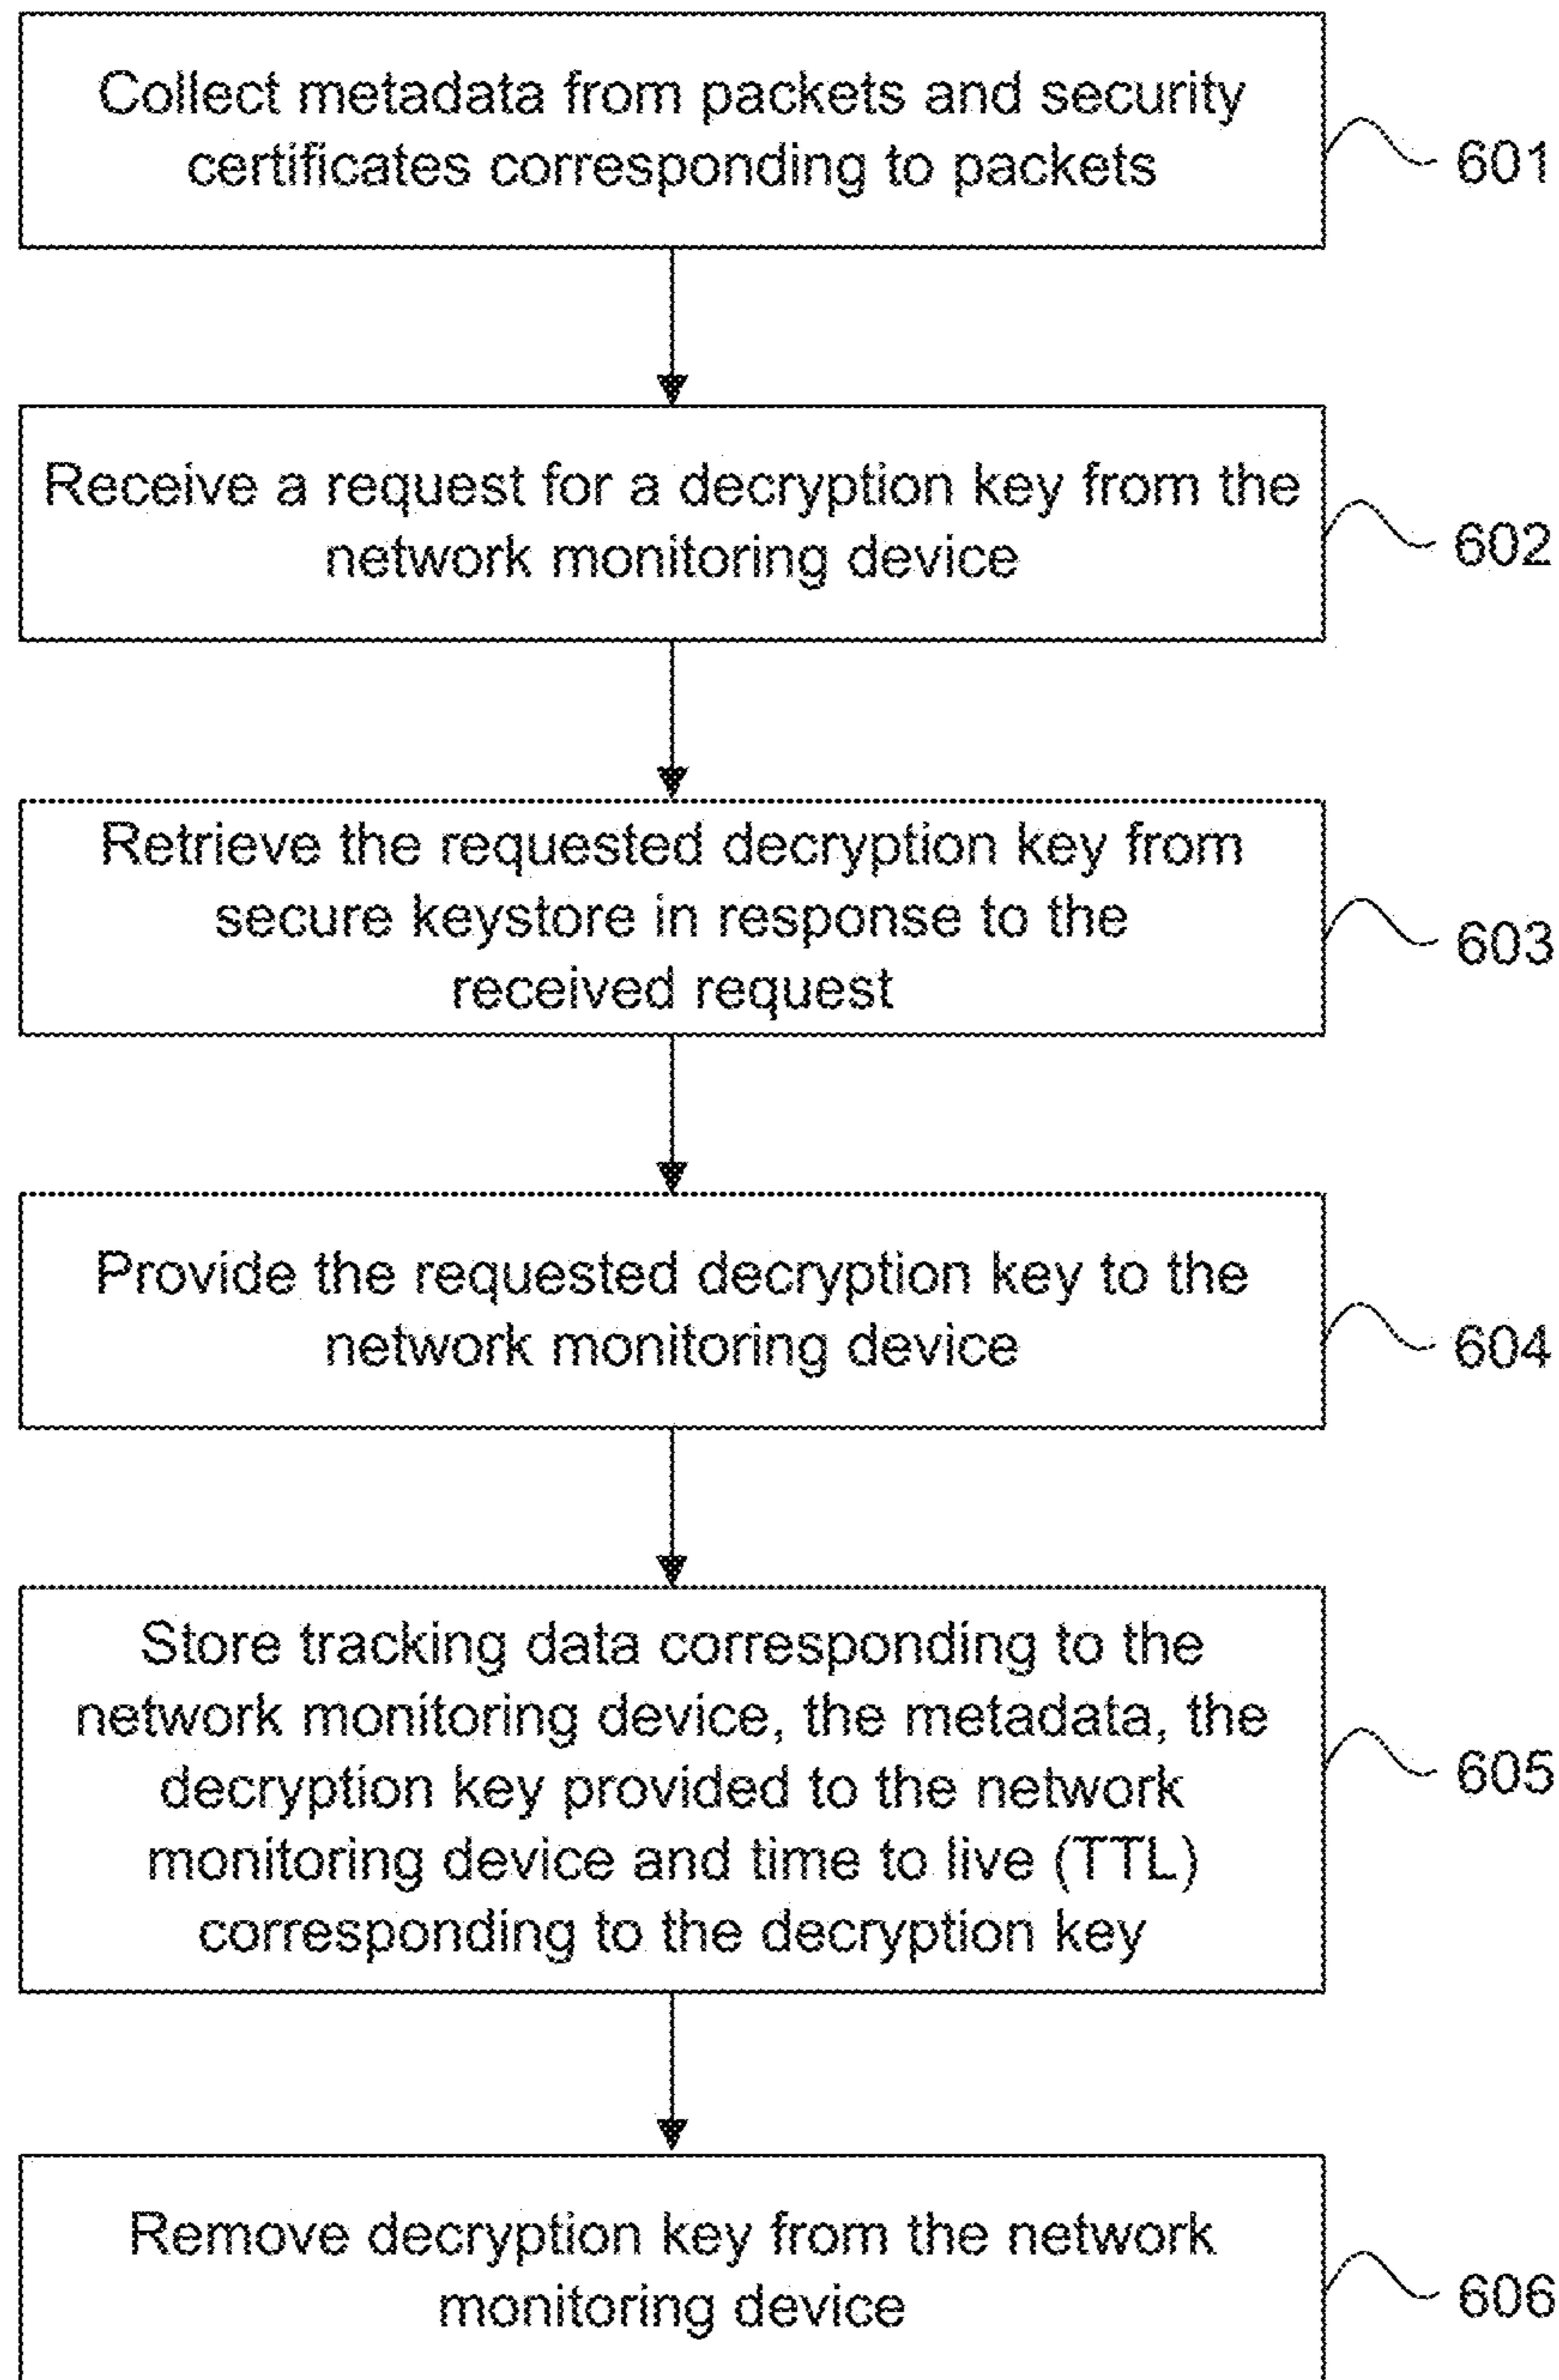 Collect metadata from packets and security
certificates corresponding to packets
601
Receive a request for a decryption key from the
network monitoring device
602
Retrieve the requested decryption key from
secure keystore in response to the
received request
603
Provide the requested decryption key to the
network monitoring device
604
Store tracking data corresponding to the
network monitoring device, the metadata, the
decryption key provided to the network
monitoring device and time to live (TTL)
corresponding to the decryption key
605
Remove decryption key from the network
monitoring device
606